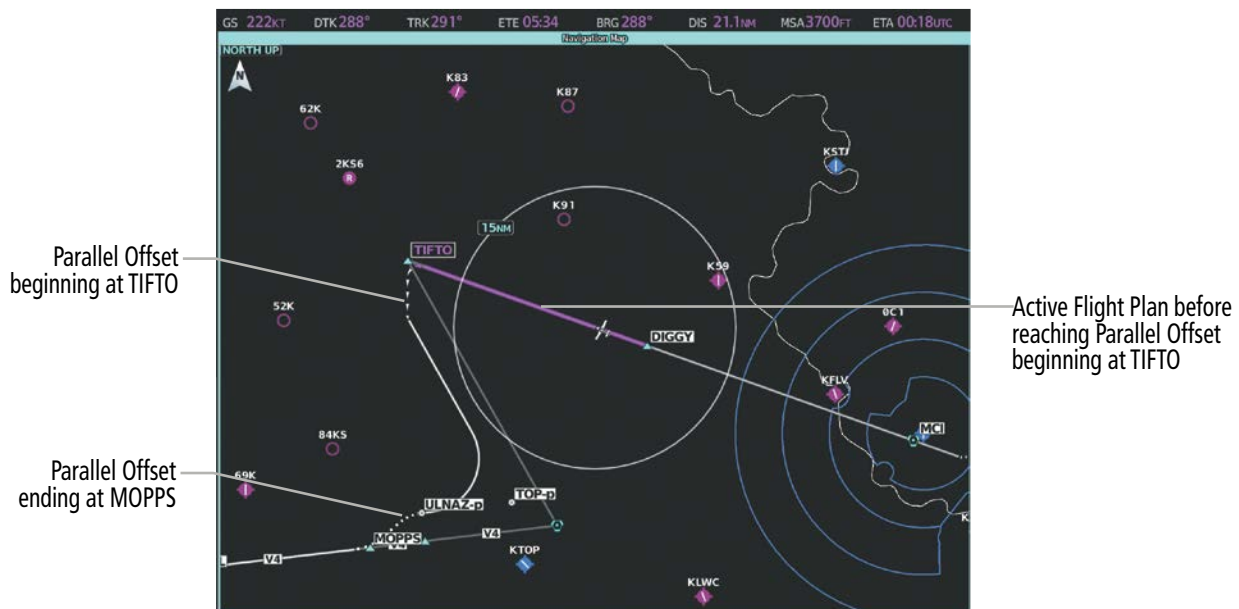 GS 222KT DTK 288° TRK 291° ETE 05:34 BRG 288° DIS 21.1NM MSA 3700FT ETA 00:18UTC
Navigation Map
NORTH UP
N
K83
K87
62K
KSTJ
2KS6
R
K91
15NM
TIFTO
Parallel Offset
beginning at TIFTO
K59
52K
0C1
Active Flight Plan before
reaching Parallel Offset
beginning at TIFTO
DIGGY
KFLV
MCI
84KS
Parallel Offset
ending at MOPPS
69K
TOP-p
ULNAZ-p
MOPPS
V4
V4
V4
KTOP
KLWC